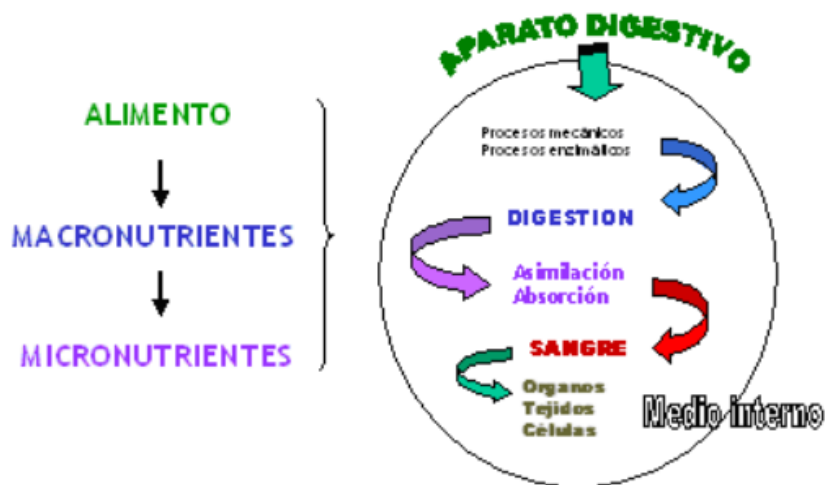 APARATO DIGESTIVO
ALIMENTO
MACRONUTRIENTES
MICRONUTRIENTES
Procesos mecánicos
Procesos enzimáticos
DIGESTION
Asimilación
Absorción
SANGRE
Organos
Tejidos
Células
Medio interno